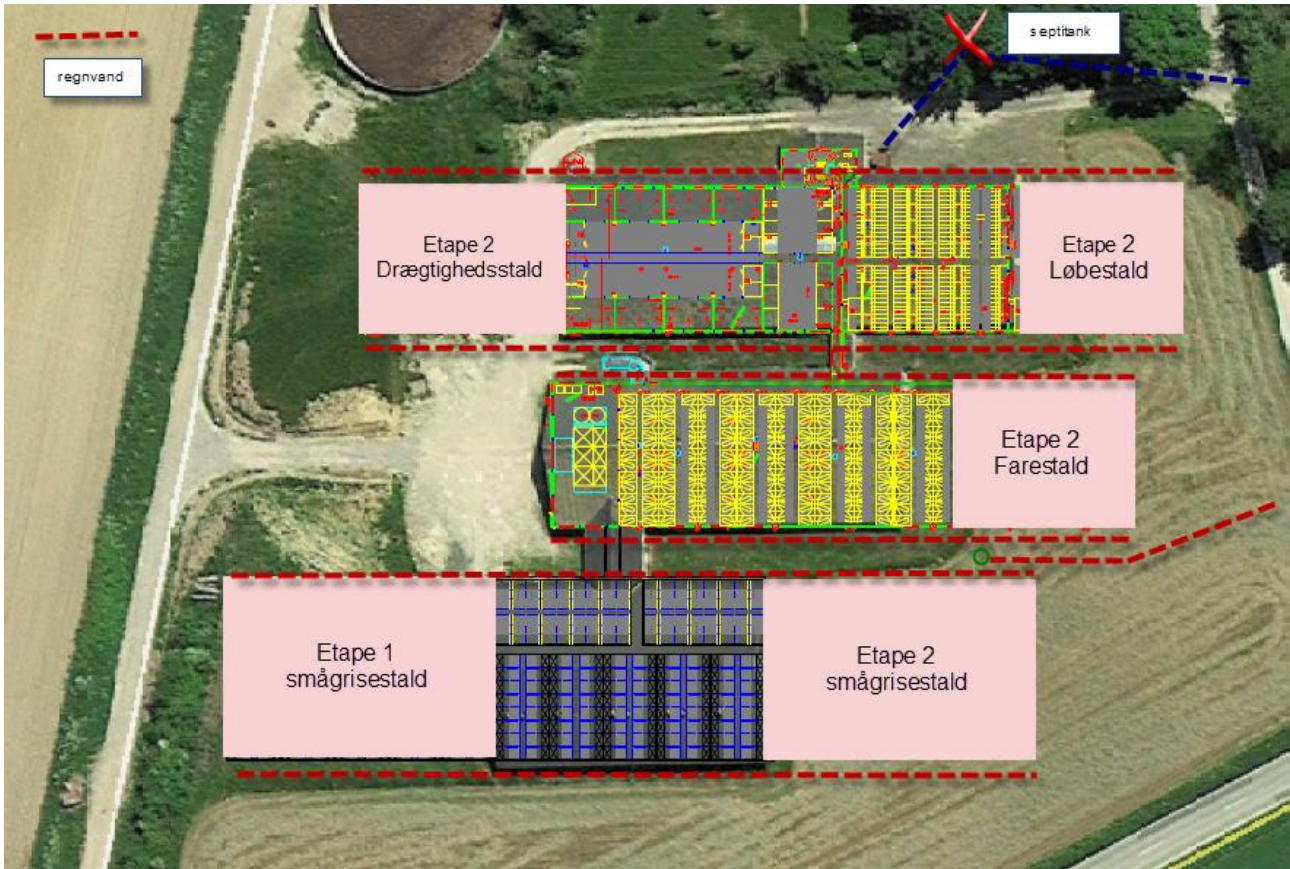 regnvand
septitank
Etape 2
Drægtighedsstald
Etape 2
Løbestald
Etape 2
Farestald
Etape 1
smågrisestald
Etape 2
smågrisestald